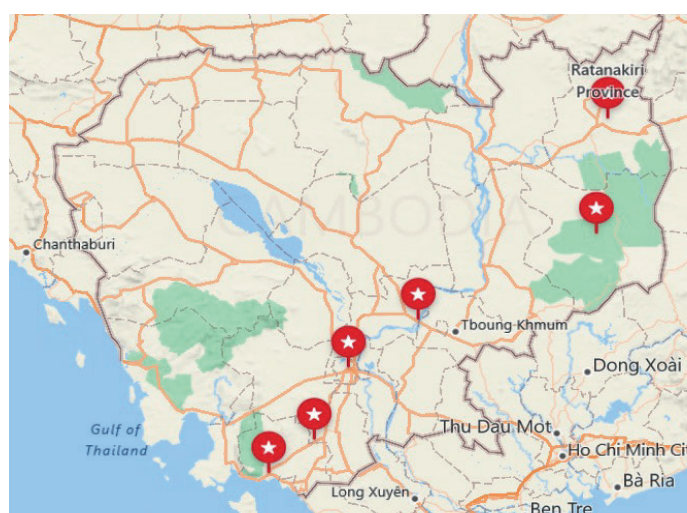 Ratanakiri
Province
CAMBODIA
Chanthaburi
Tboung Khmum
Dong Xoài
Gulf of
Thailand
Thu Dau Mot
Ho Chi Minh Cit
Bà Ria
Long Xuyên
Ben Tre